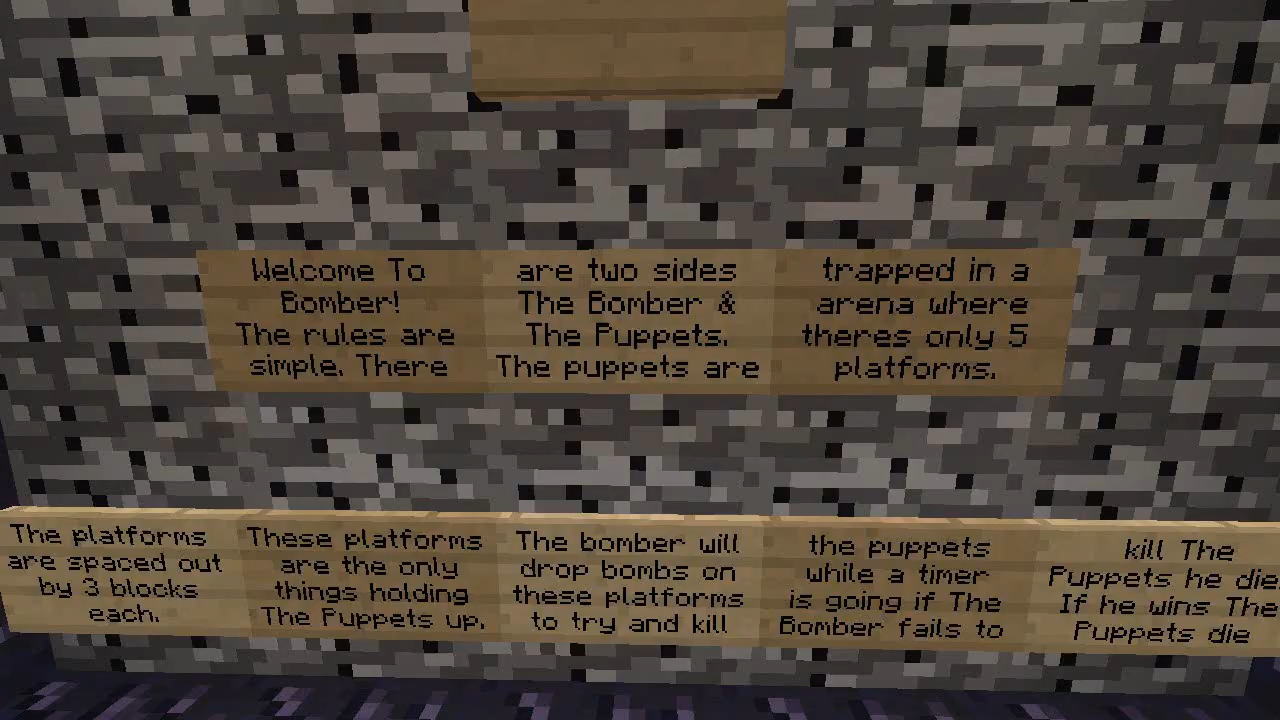 Welcome To
Bomber!
The rules are
simple. There
are two sides
The Bomber &
The Puppets.
The puppets are
trapped in a
arena where
theres only 5
platforms.
The platforms
are spaced out
by 3 blocks
each.
These platforms
are the only
things holding
The Puppets up.
The bomber will
drop bombs on
these platforms
to try and kill
the puppets
while a timer
is going if The
Bomber fails to
kill The
Puppets he die
If he wins The
Puppets die